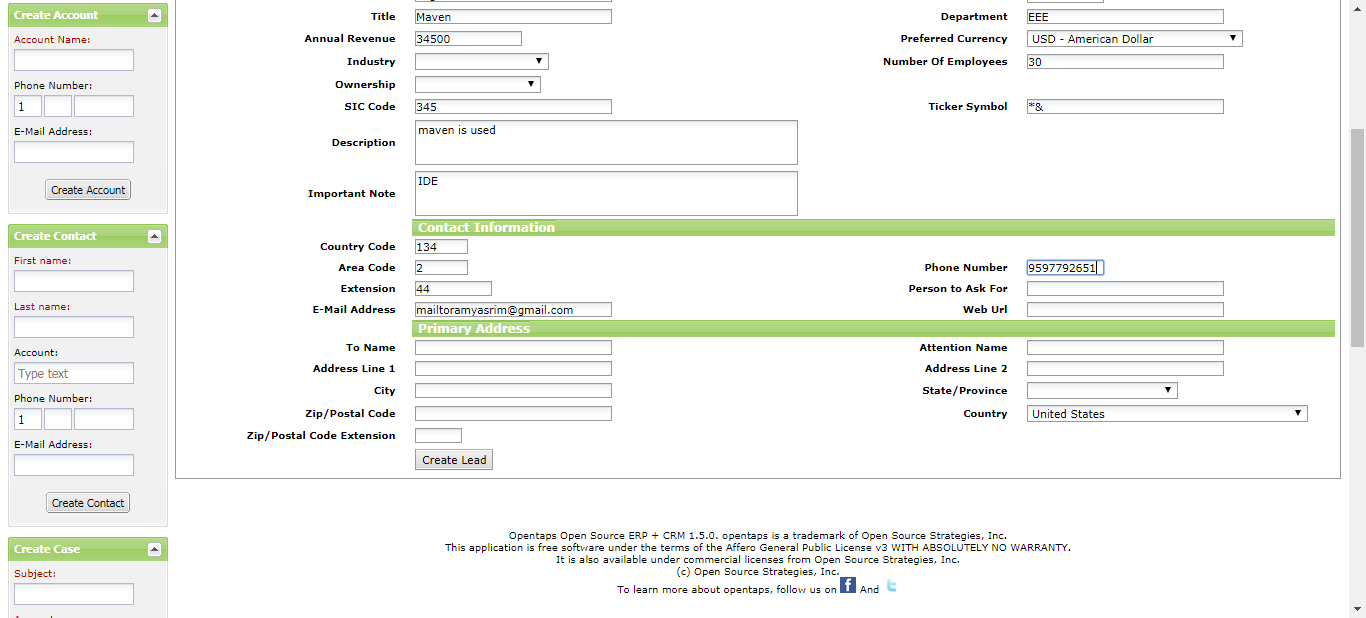 Create Account
Account Name:
Phone Number:
1
E-Mail Address:
Create Account
Create Contact
First name:
Last name:
Account:
Type text
Phone Number:
1
E-Mail Address:
Create Contact
Create Case
Subject:
Title Maven Department EEE
Annual Revenue 34500 Preferred Currency USD - American Dollar
Industry Number Of Employees 30
Ownership
SIC Code 345 Ticker Symbol *&
Description maven is used
Important Note IDE
Contact Information
Country Code 134
Area Code 2 Phone Number 9597792651
Extension 44 Person to Ask For
E-Mail Address mailtoramyasrim@gmail.com Web Url
Primary Address
To Name Attention Name
Address Line 1 Address Line 2
City State/Province
Zip/Postal Code Country United States
Zip/Postal Code Extension
Create Lead
Opentaps Open Source ERP + CRM 1.5.0. opentaps is a trademark of Open Source Strategies, Inc.
This application is free software under the terms of the Affero General Public License v3 WITH ABSOLUTELY NO WARRANTY.
It is also available under commercial licenses from Open Source Strategies, Inc.
(c) Open Source Strategies, Inc.
To learn more about opentaps, follow us on f And t